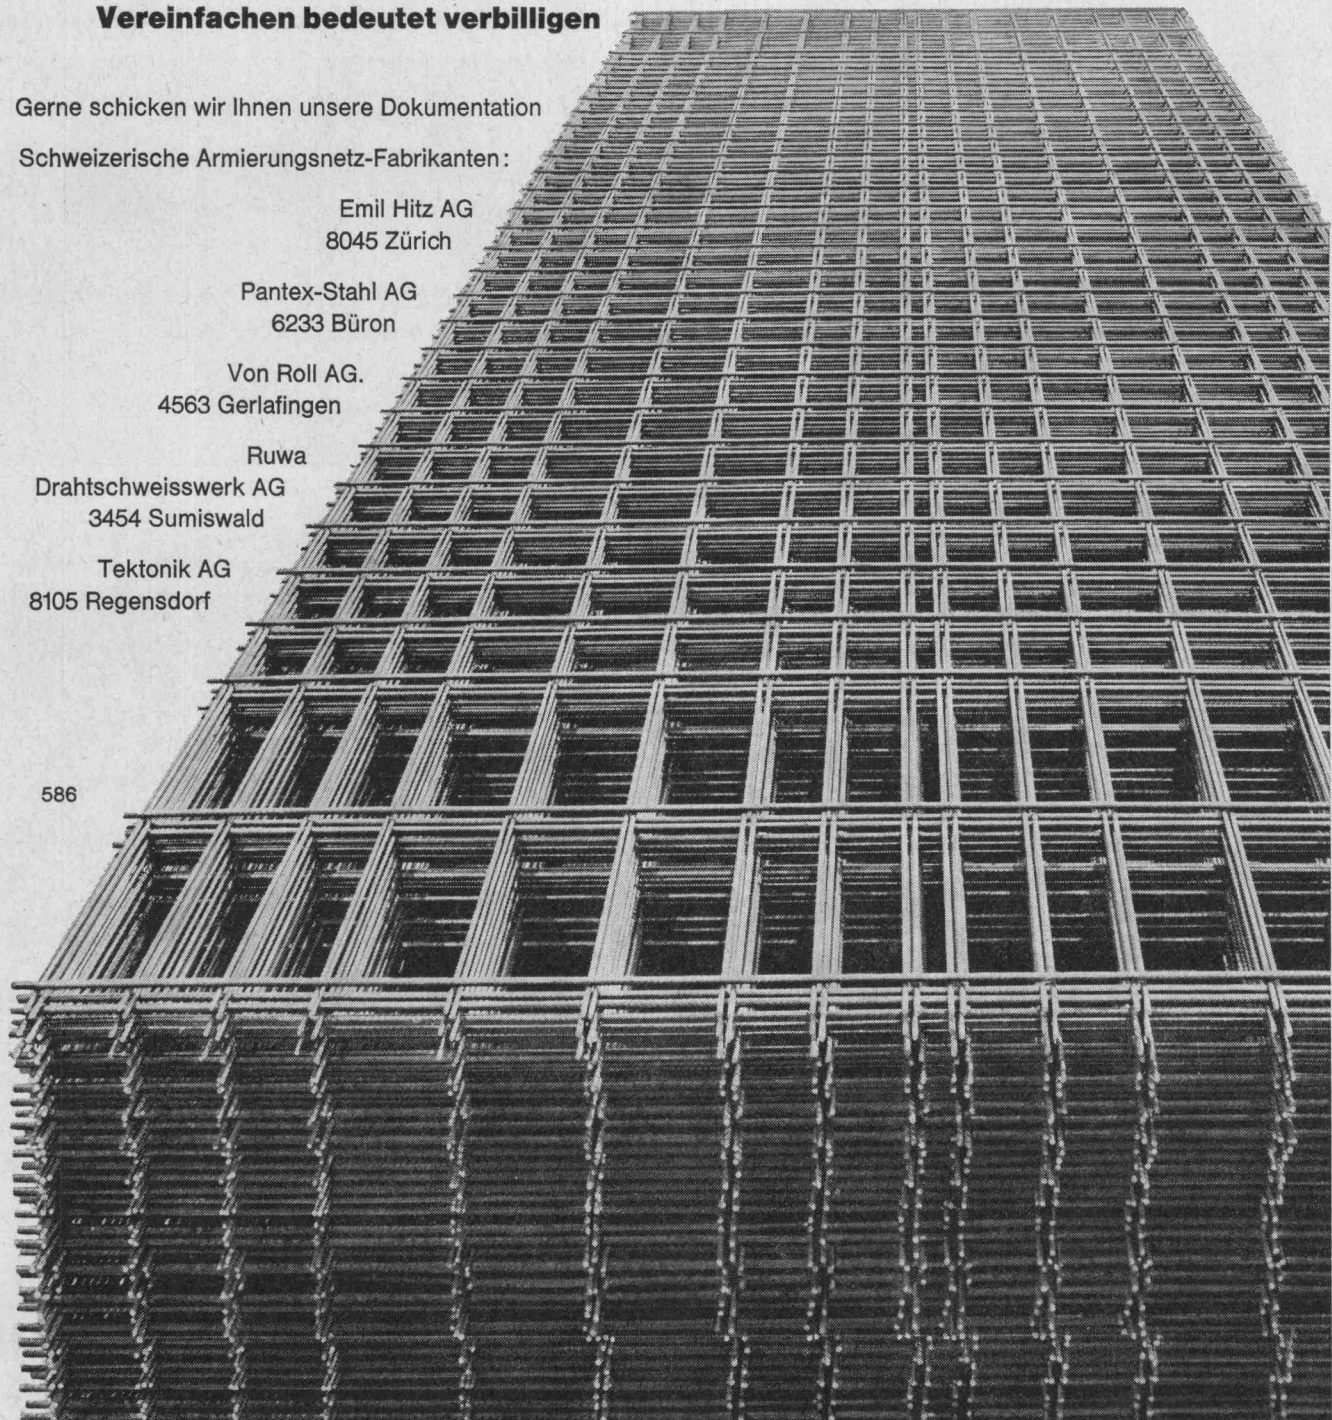 Vereinfachen bedeutet verbilligen
Gerne schicken wir Ihnen unsere Dokumentation
Schweizerische Armierungsnetz-Fabrikanten:
Emil Hitz AG
8045 Zürich
Pantex-Stahl AG
6233 Büron
Von Roll AG.
4563 Gerlafingen
Ruwa
Drahtschweisswerk AG
3454 Sumiswald
Tektonik AG
8105 Regensdorf
586